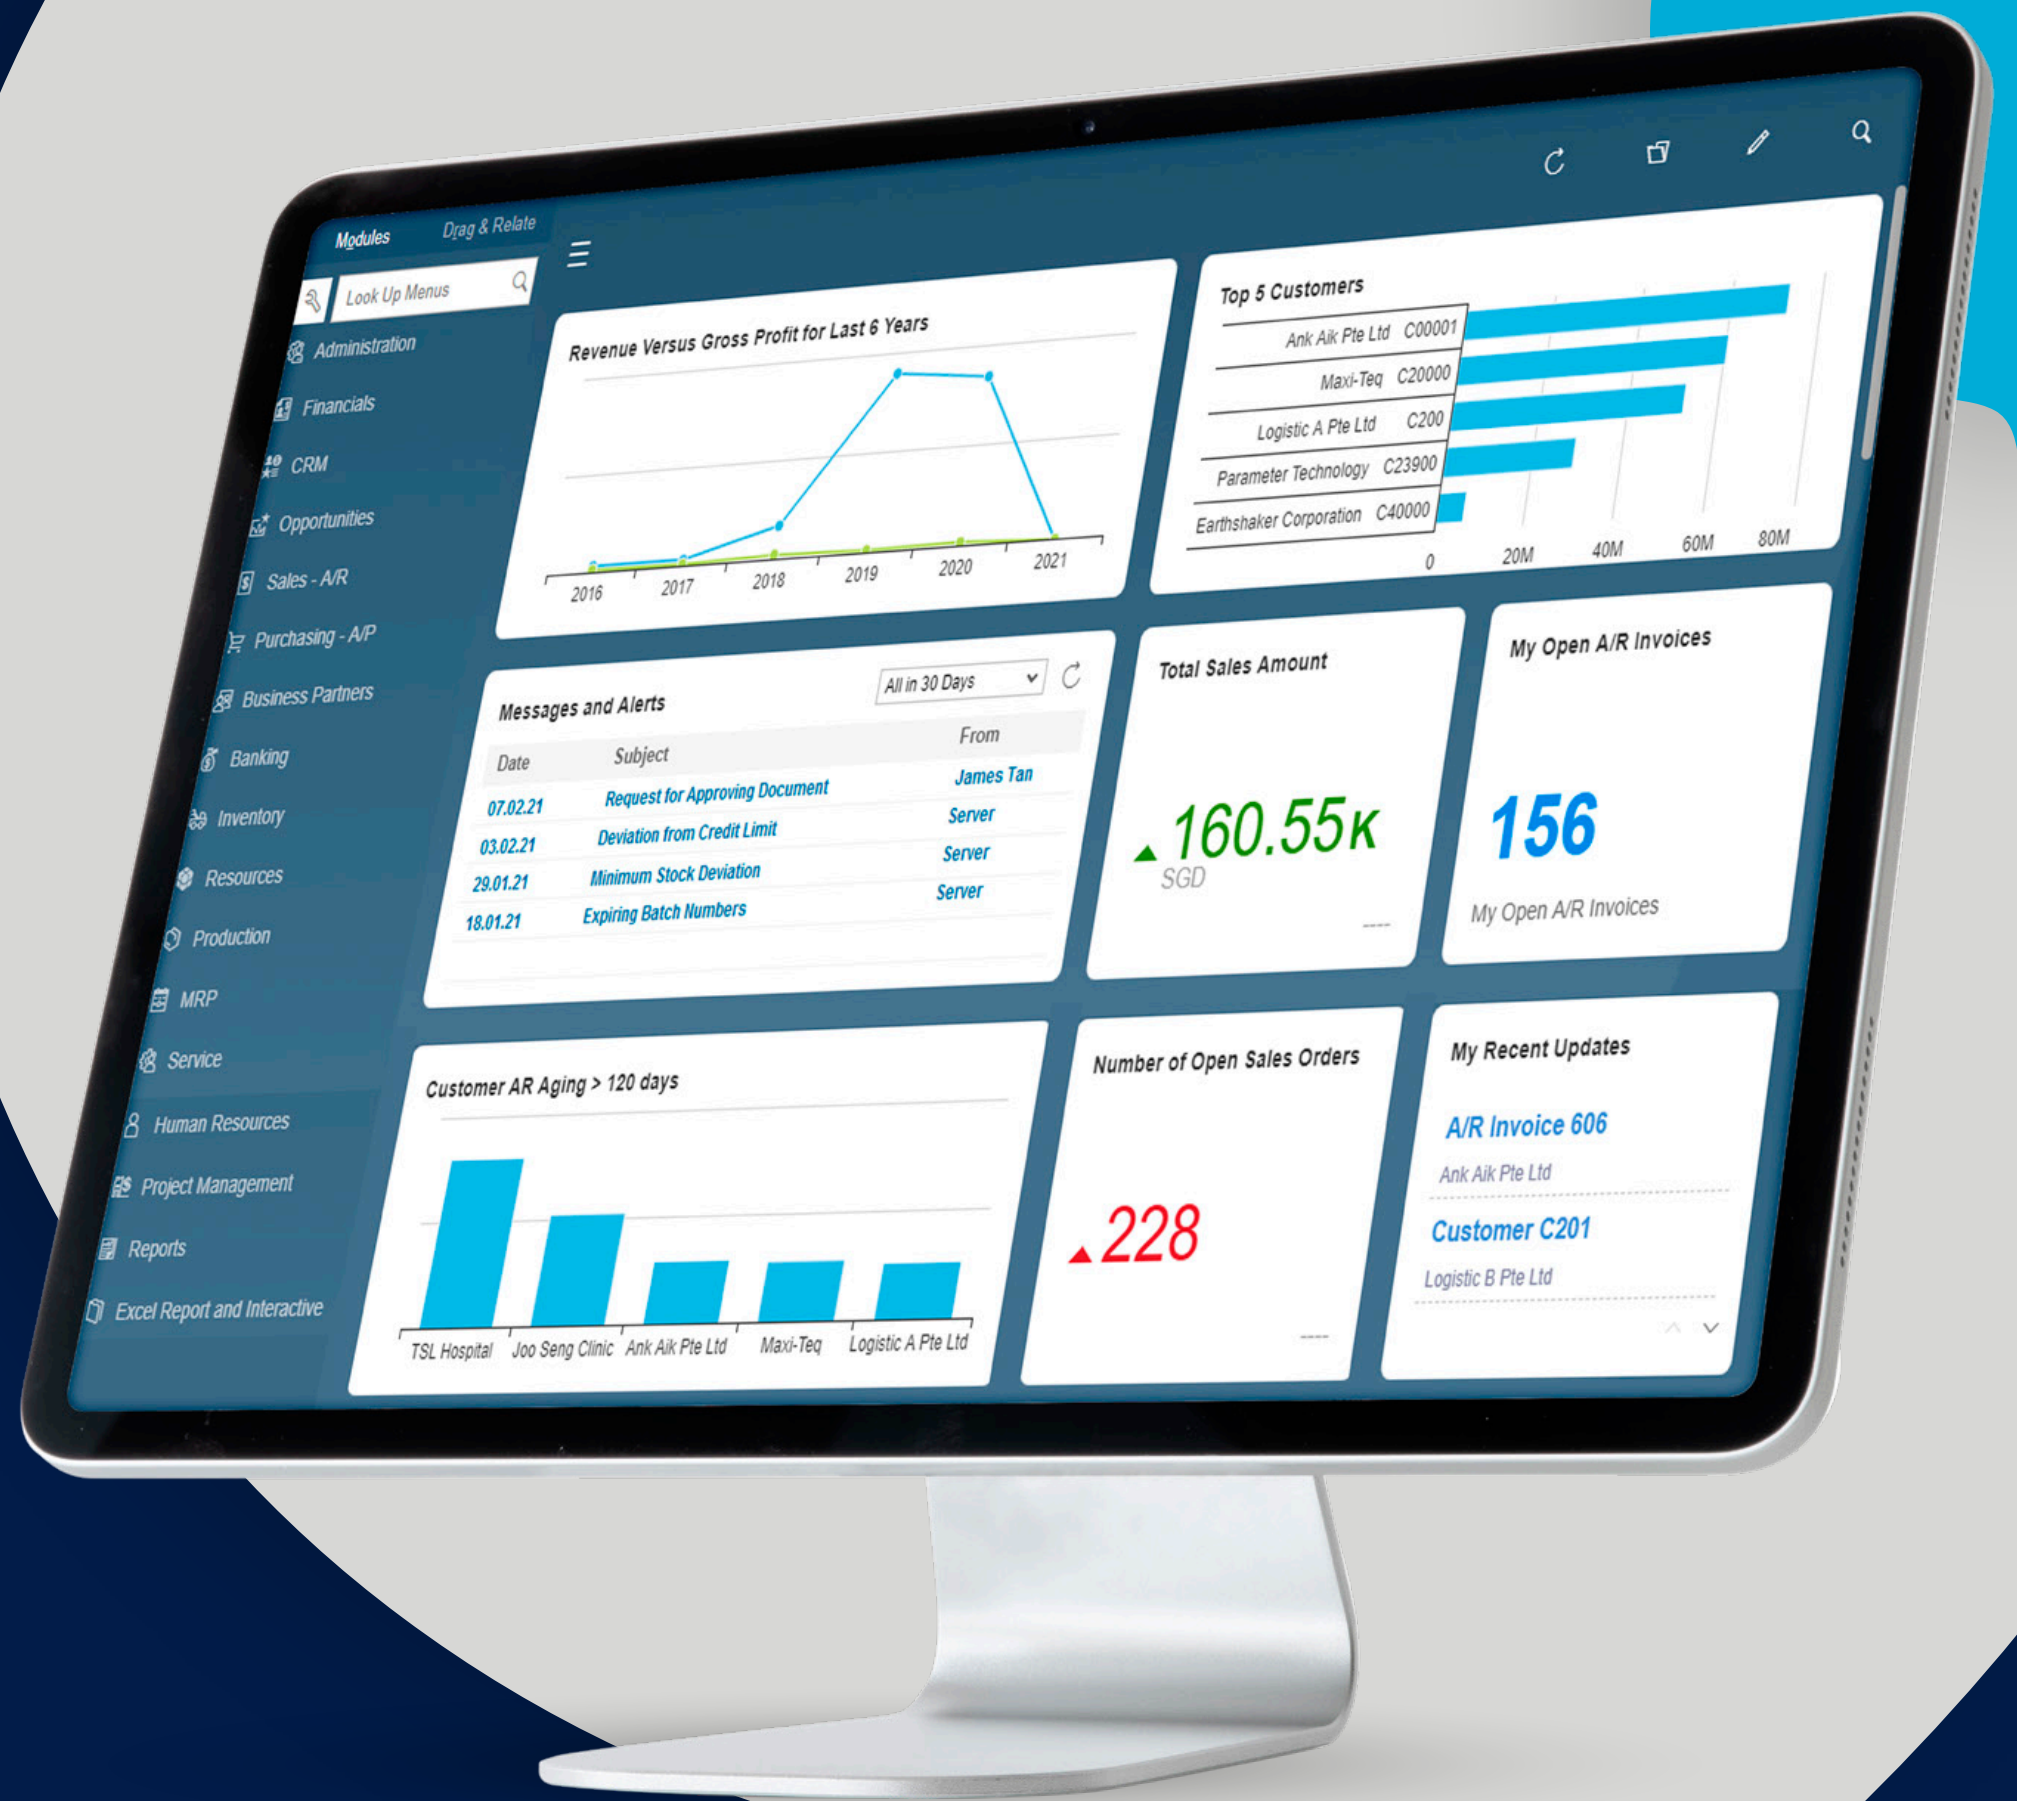 Modules Drag & Relate
Look Up Menus
Administration
Financials
CRM
Opportunities
Sales - A/R
Purchasing - A/P
Business Partners
Banking
Inventory
Resources
Production
MRP
Service
Human Resources
Project Management
Reports
Excel Report and Interactive
Revenue Versus Gross Profit for Last 6 Years
2016 2017 2018 2019 2020 2021
Top 5 Customers
Ank Aik Pte Ltd C00001
Maxi-Teq C20000
Logistic A Pte Ltd C200
Parameter Technology C23900
Earthshaker Corporation C40000
0 20M 40M 60M 80M
Messages and Alerts All in 30 Days
Date Subject From
07.02.21 Request for Approving Document James Tan
03.02.21 Deviation from Credit Limit Server
29.01.21 Minimum Stock Deviation Server
18.01.21 Expiring Batch Numbers Server
Total Sales Amount
160.55K
SGD
----
My Open A/R Invoices
156
My Open A/R Invoices
Customer AR Aging > 120 days
TSL Hospital Joo Seng Clinic Ank Aik Pte Ltd Maxi-Teq Logistic A Pte Ltd
Number of Open Sales Orders
228
----
My Recent Updates
A/R Invoice 606
Ank Aik Pte Ltd
Customer C201
Logistic B Pte Ltd